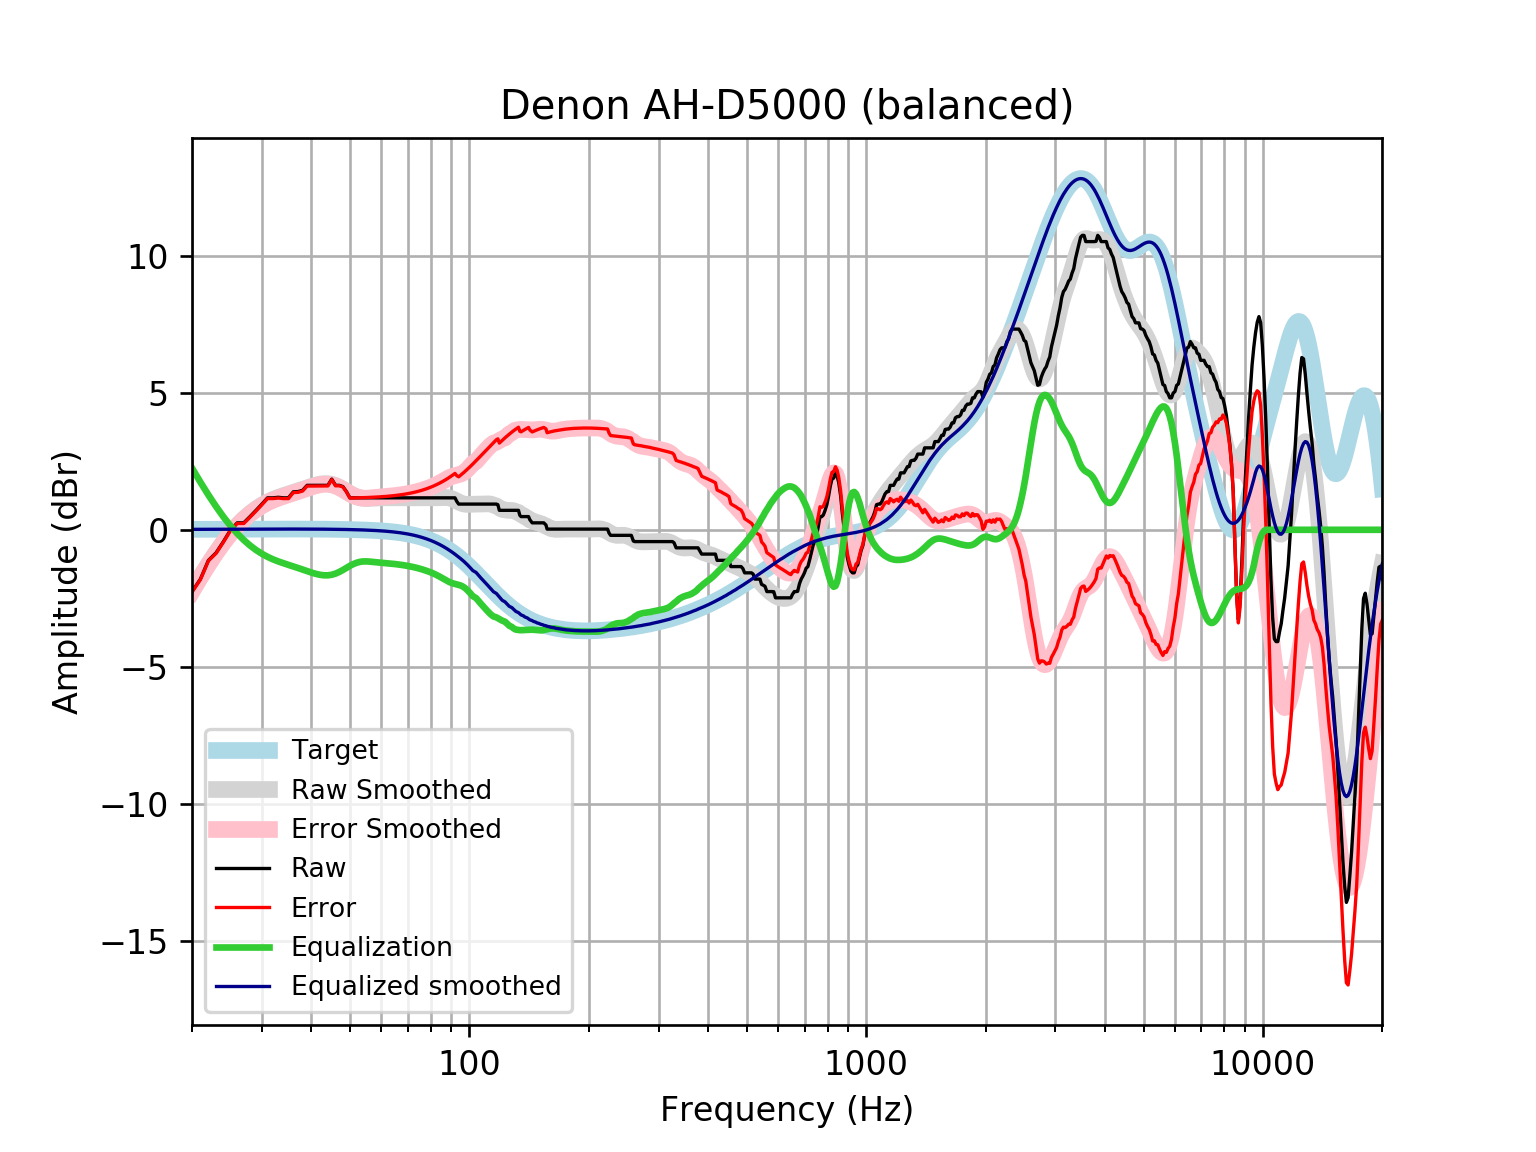 Denon AH-D5000 (balanced)
10
5
0
−5
−10
−15
Amplitude (dBr)
Target
Raw Smoothed
Error Smoothed
Raw
Error
Equalization
Equalized smoothed
100 1000 10000
Frequency (Hz)